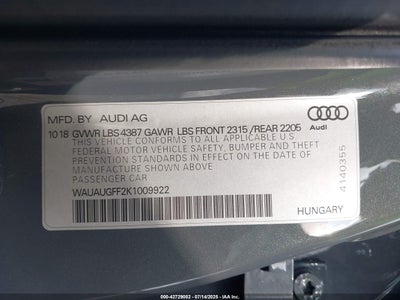 MFD. BY AUDI AG
10 18 GVWR LBS 4387 GAWR LBS FRONT 2315 /REAR 2205
THIS VEHICLE CONFORMS TO ALL APPLICABLE U.S
FEDERAL MOTOR VEHICLE SAFETY, BUMPER AND THEFT
PREVENTION STANDARDS IN EFFECT ON THE DATE OF
MANUFACTURE SHOWN ABOVE
PASSENGER CAR
WAUAUGFF2K1009922
Audi
4140355
HUNGARY
000-42729082 - 07/14/2025 -